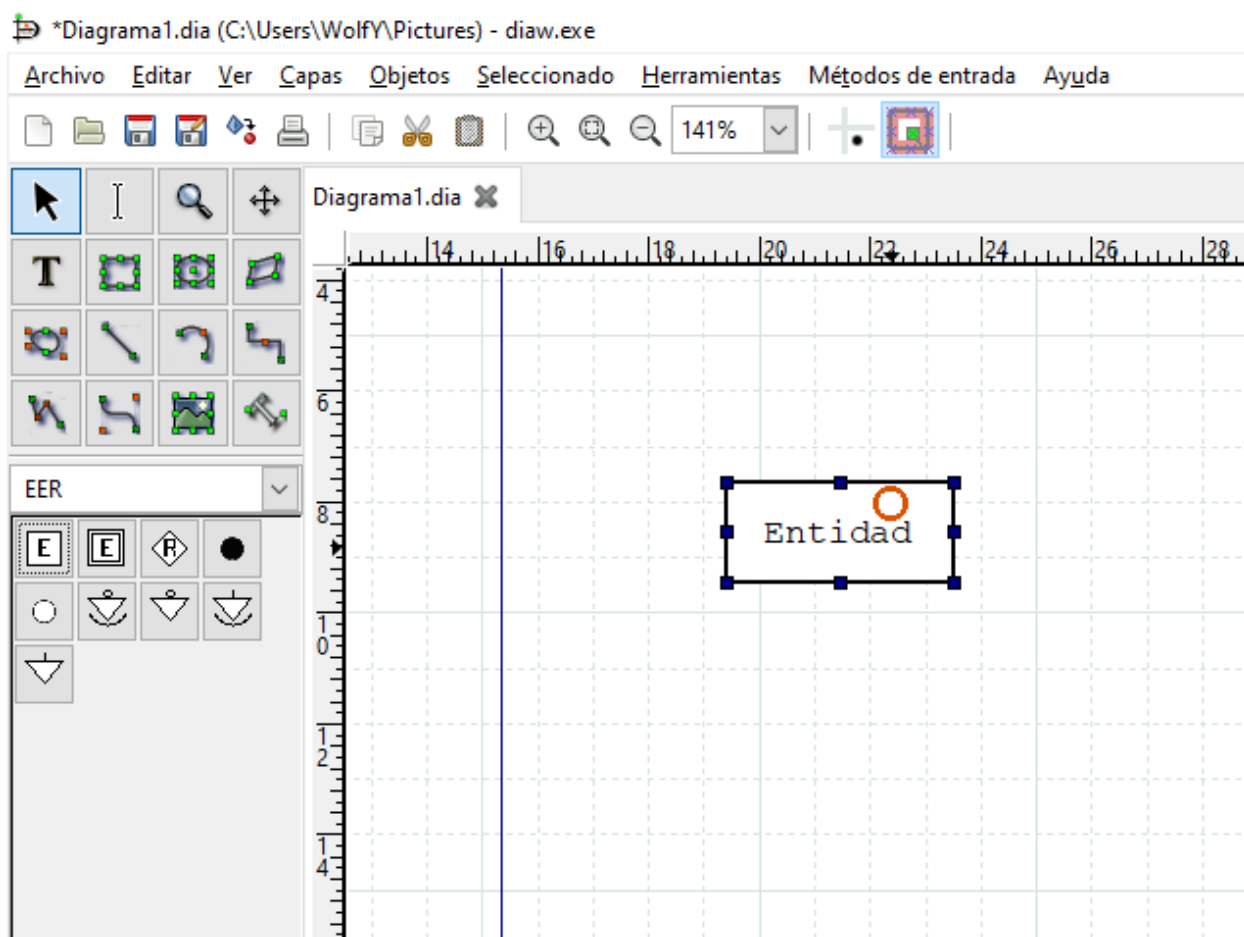 *Diagrama1.dia (C:\Users\WolfY\Pictures) - diaw.exe
Archivo Editar Ver Capas Objetos Seleccionado Herramientas Métodos de entrada Ayuda
141%
Diagrama1.dia
14 16 18 20 22 24 26 28
T
4
6
EER
8
Entidad
E E R
10
12
14